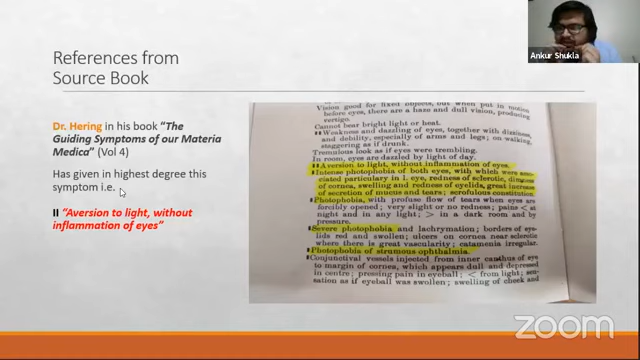 References from
Source Book
Dr. Hering in his book "The
Guiding Symptoms of our Materia
Medica" (Vol 4)
Has given in highest degree this
symptom i.e.
II "Aversion to light, without
inflammation of eyes"
Vision good for fixed objects, but when put in motion
before eyes, there are a haze and dull vision, producing
vertigo.
Cannot bear bright light or heat.
Weakness and dazzling of eyes, together with dizziness
and debility, especially of arms and legs; on walking,
staggering as if drunk.
Tremulous look as if eyes were trembling.
In room, eyes are dazzled by light of day.
Aversion to light, without inflammation of eyes.
Intense photophobia of both eyes, with which were asso-
ciated particularly in l. eye, redness of sclerotic, dinginess
of cornea, swelling and redness of eyelids, great increase
of secretion of mucus and tears; scrofulous constitution.
Photophobia, with profuse flow of tears when eyes are
forcibly opened; very slight or no redness; pains < at
night and in any light; > in a dark room and by
pressure.
Severe photophobia and lachrymation; borders of eye-
lids red and swollen; ulcers on cornea near sclerotic
where there is great vascularity; catamenia irregular.
Photophobia of strumous ophthalmia.
Conjunctival vessels injected from inner canthus of eye
to margin of cornea, which appears dull and depressed
in centre; pressing pain in eyeball; < from light; sen-
sation as if eyeball was swollen; swelling of cheek and
Ankur Shukla
zoom